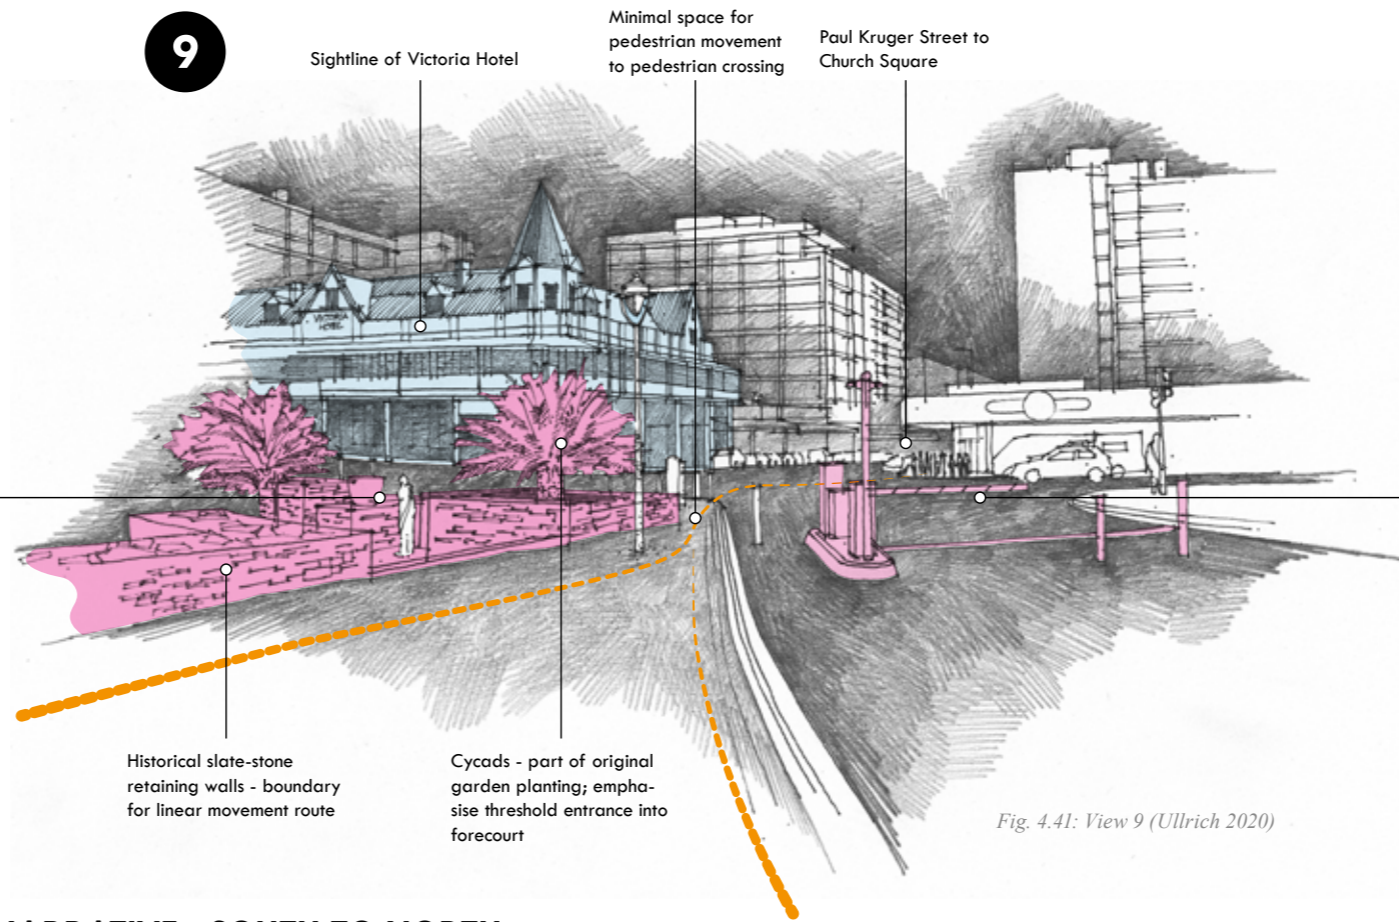 9
Sightline of Victoria Hotel
Minimal space for
pedestrian movement
to pedestrian crossing
Paul Kruger Street to
Church Square
VICTORIA
HOTEL
Historical slate-stone
retaining walls - boundary
for linear movement route
Cycads - part of original
garden planting; empha-
sise threshold entrance into
forecourt
Fig. 4.41: View 9 (Ullrich 2020)